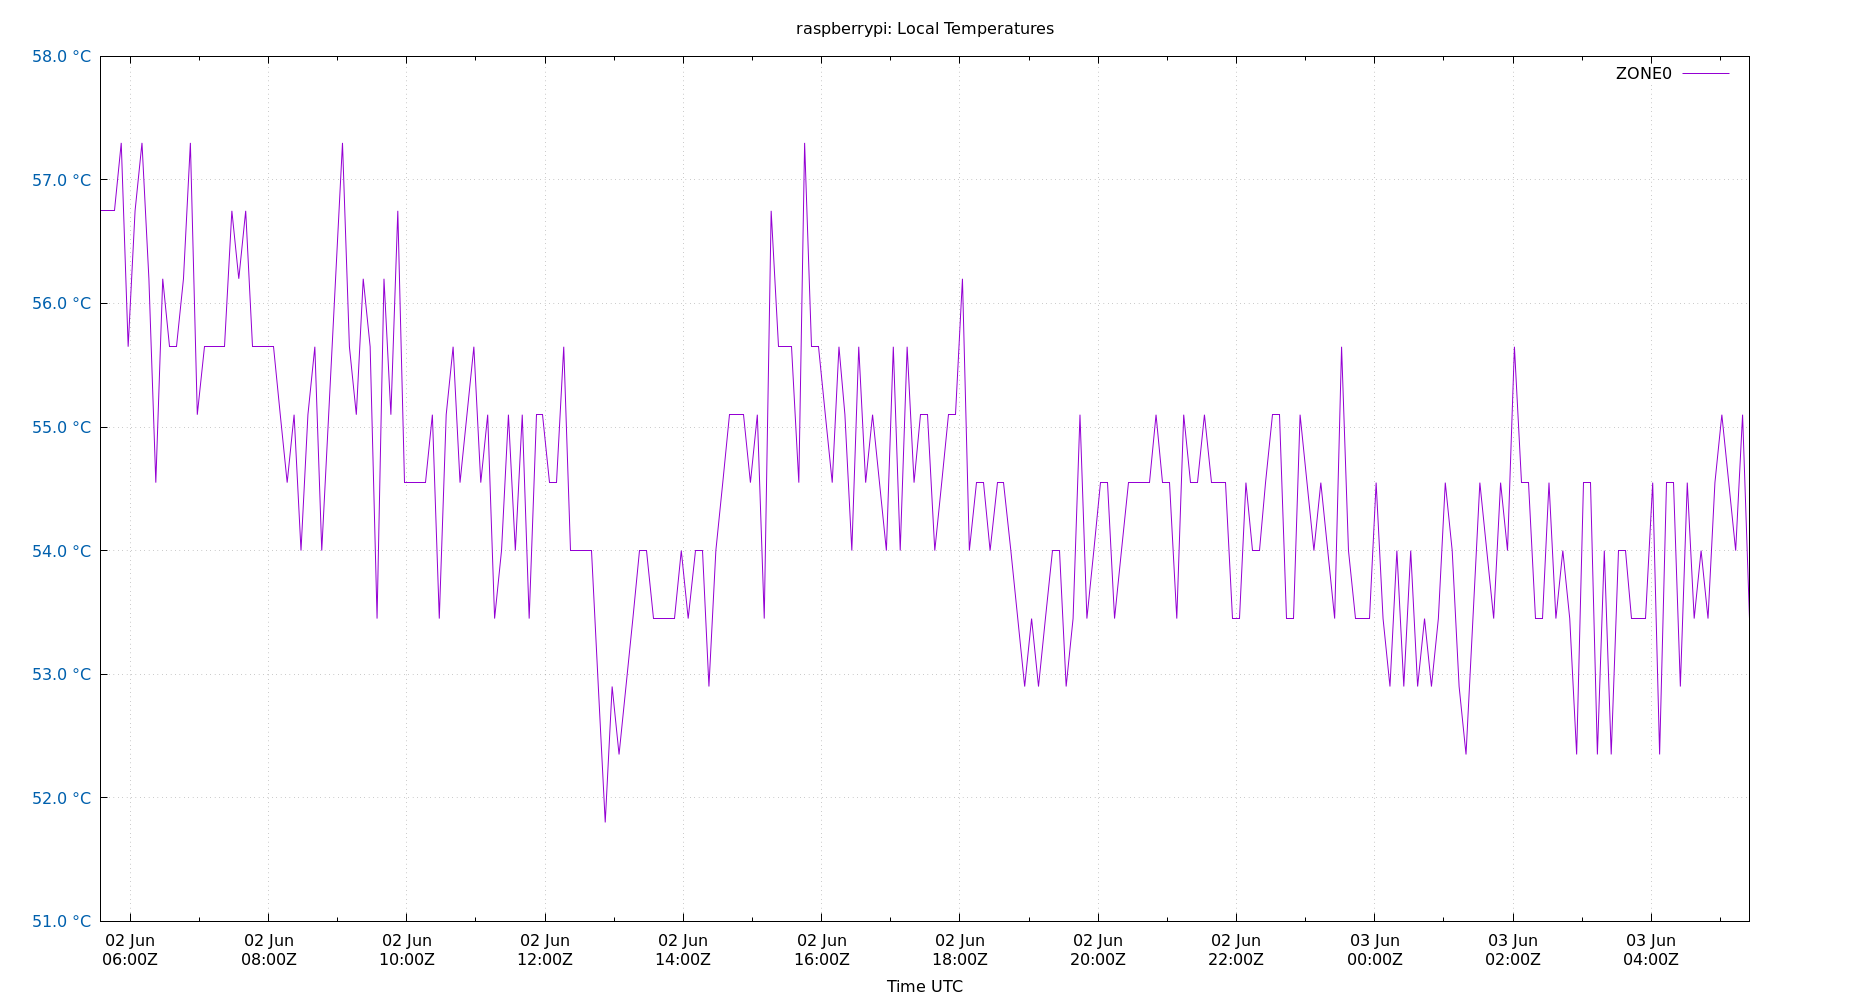 raspberrypi: Local Temperatures
58.0 °C
ZONE0
57.0 °C
56.0 °C
55.0 °C
54.0 °C
53.0 °C
52.0 °C
51.0 °C
02 Jun 02 Jun 02 Jun 02 Jun 02 Jun 02 Jun 02 Jun 02 Jun 02 Jun 03 Jun 03 Jun 03 Jun
06:00Z 08:00Z 10:00Z 12:00Z 14:00Z 16:00Z 18:00Z 20:00Z 22:00Z 00:00Z 02:00Z 04:00Z
Time UTC